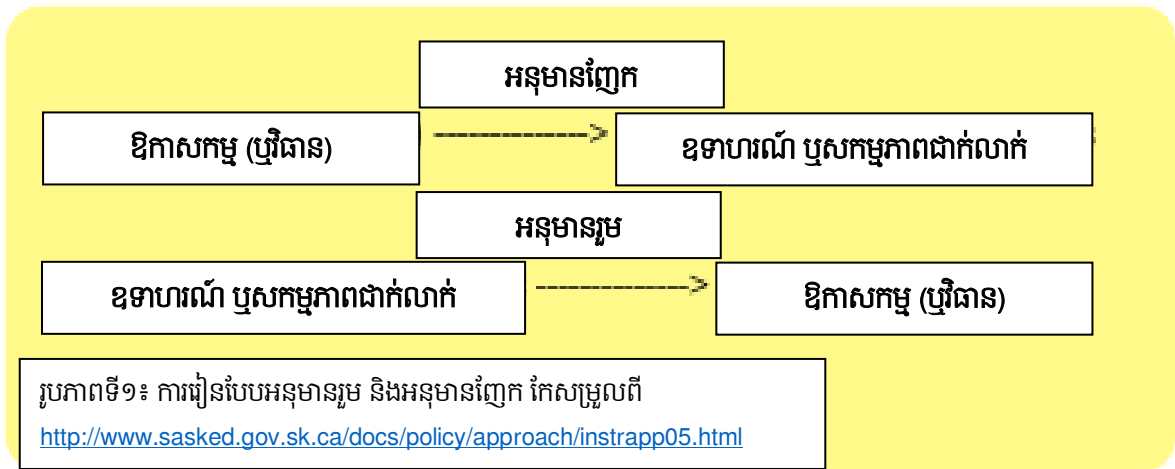 អនុមានញែក
ឱកាសកម្ម (ឬវិធាន)
ឧទាហរណ៍ ឬសកម្មភាពជាក់លាក់
អនុមានរួម
ឧទាហរណ៍ ឬសកម្មភាពជាក់លាក់
ឱកាសកម្ម (ឬវិធាន)
រូបភាពទី១៖ ការរៀនបែបអនុមានរួម និងអនុមានញែក កែសម្រួលពី
http://www.sasked.gov.sk.ca/docs/policy/approach/instrapp05.html